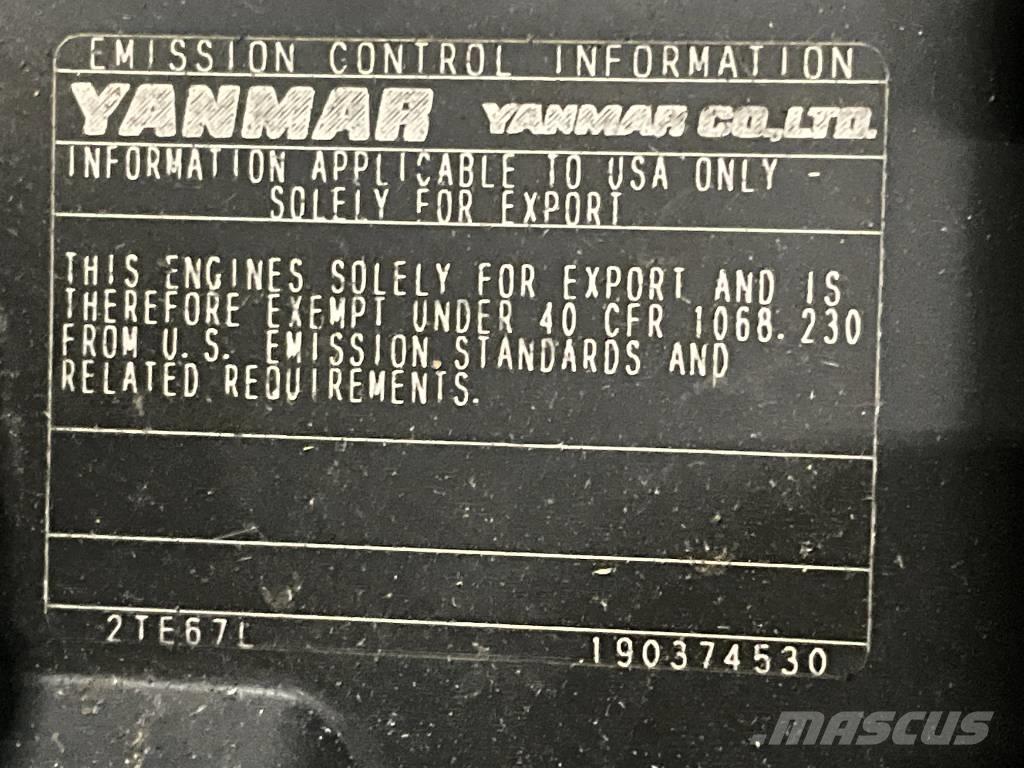 EMISSION CONTROL INFORMATION
YANMAR YANMAR CO.,LTD.
INFORMATION APPLICABLE TO USA ONLY -
SOLELY FOR EXPORT
THIS ENGINES SOLELY FOR EXPORT AND IS
THEREFORE EXEMPT UNDER 40 CFR 1068.230
FROM U.S. EMISSION STANDARDS AND
RELATED REQUIREMENTS.
2TE67L 190374530
MASCUS